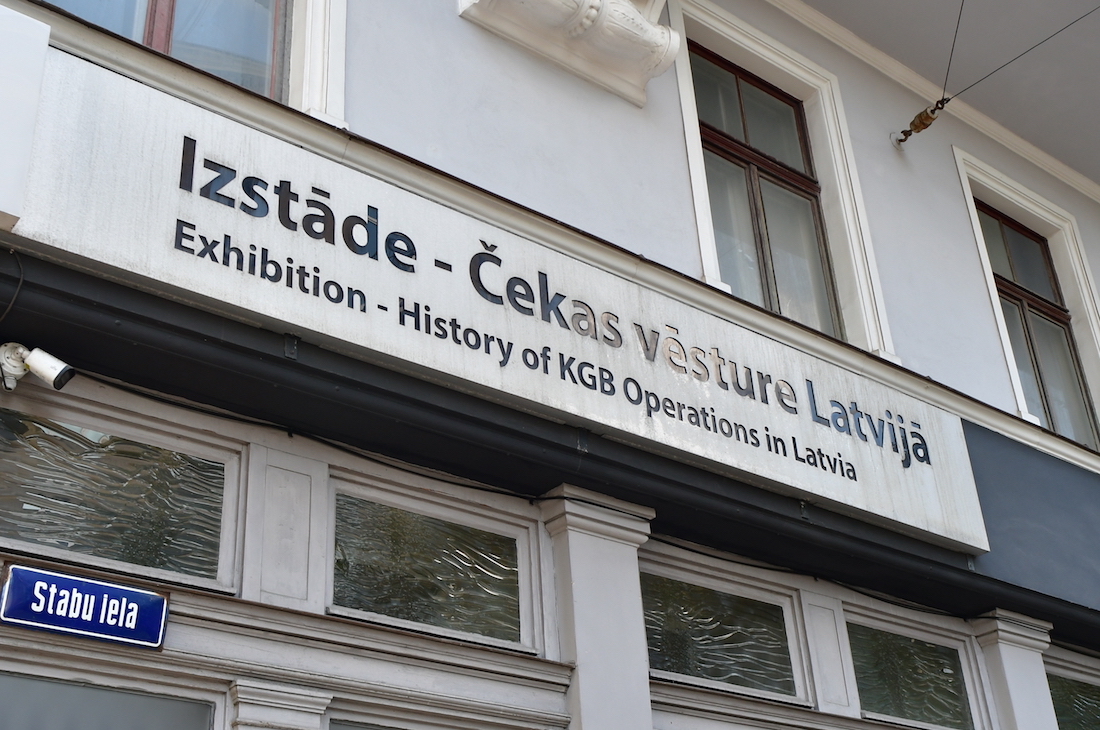 Izstāde - Čekas vēsture Latvijā
Exhibition - History of KGB Operations in Latvia
Stabu iela